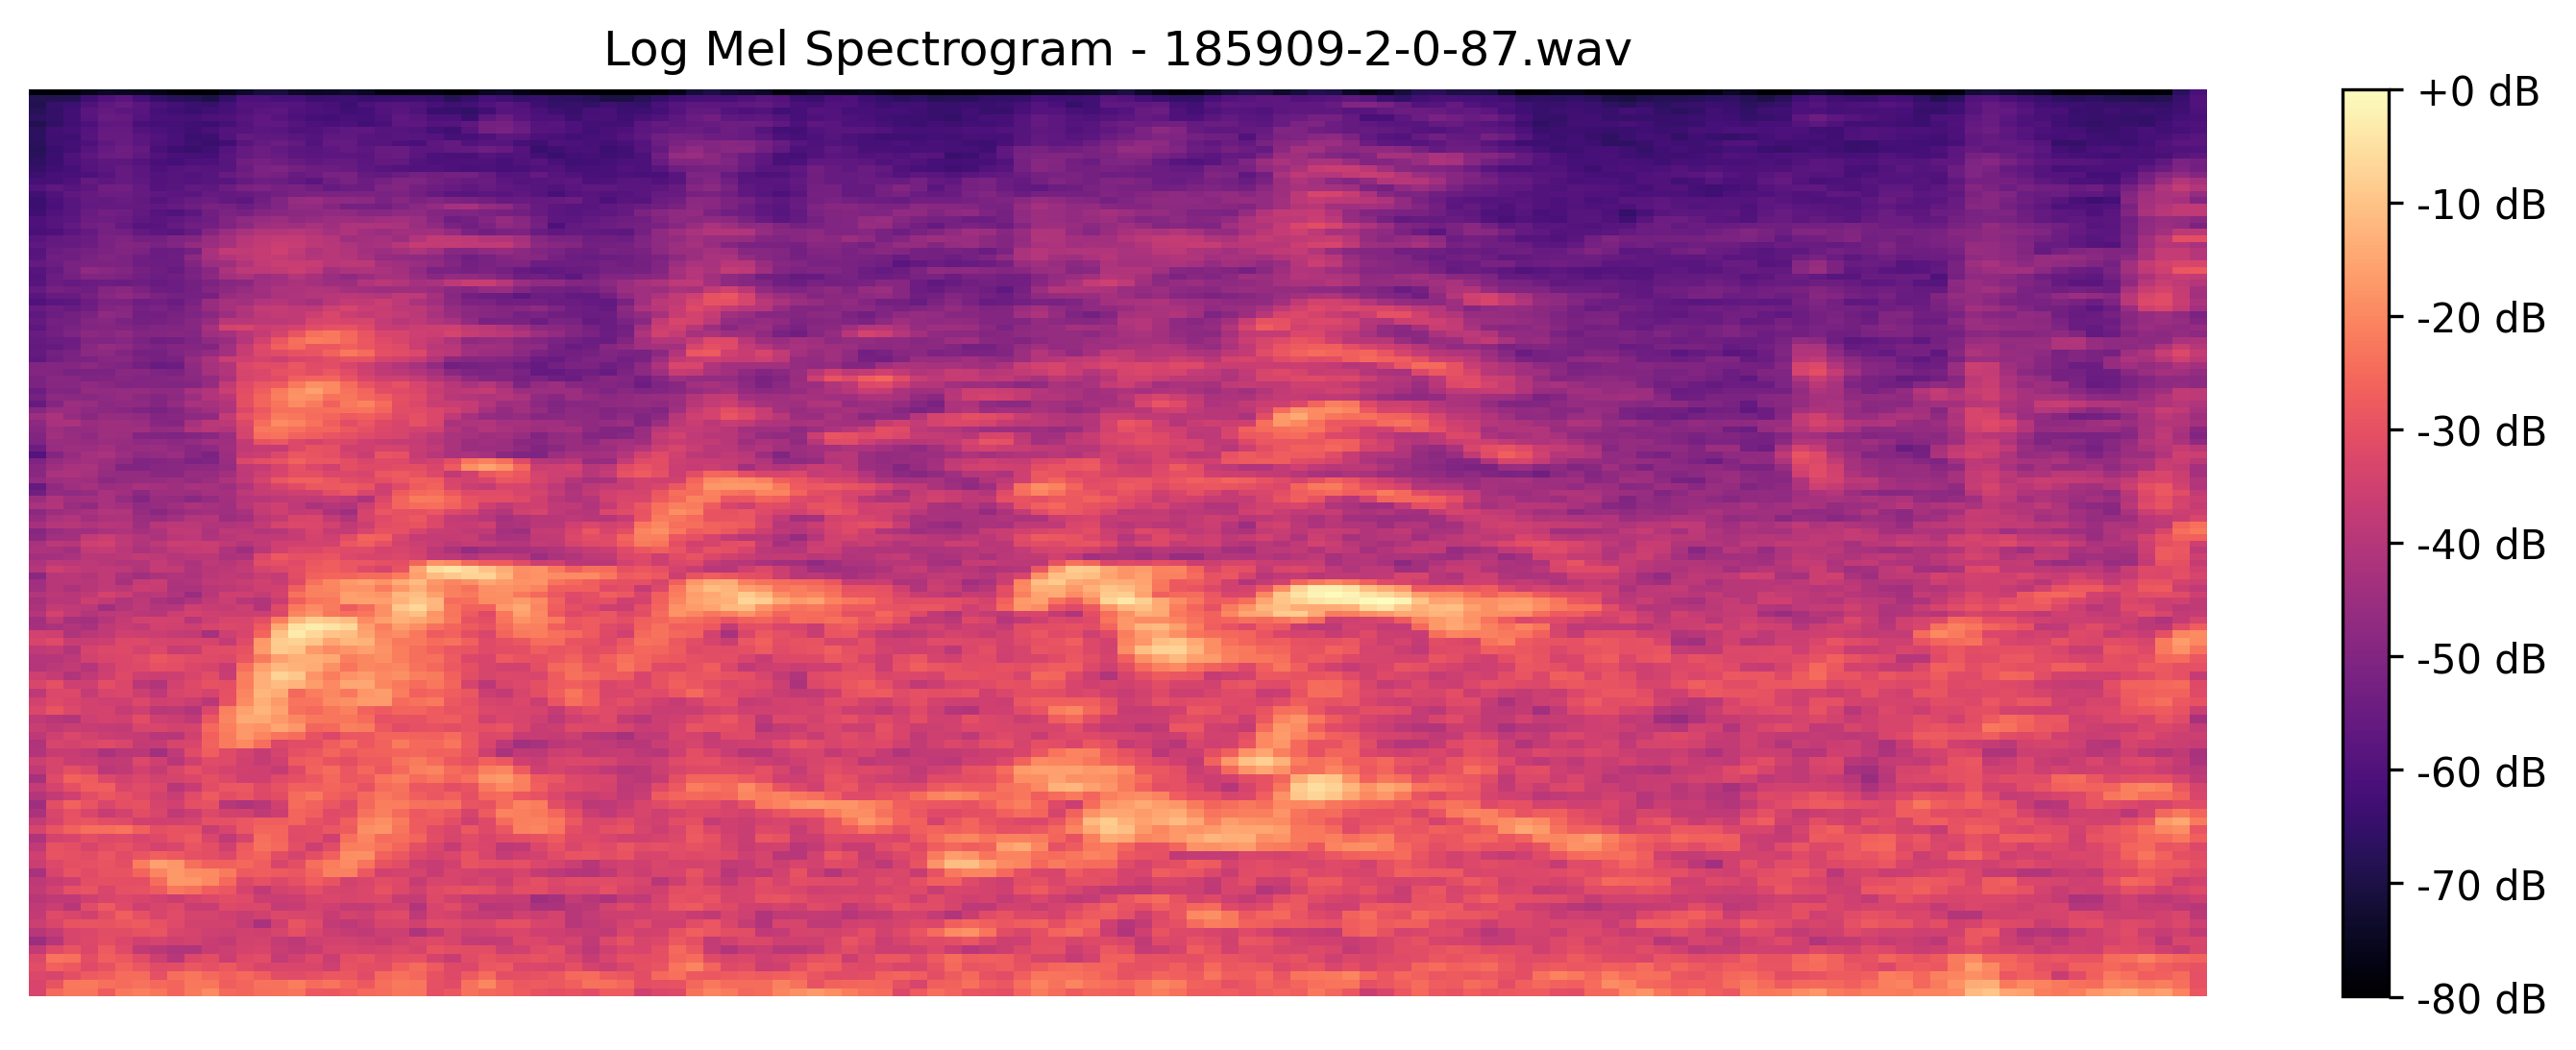 Log Mel Spectrogram - 185909-2-0-87.wav
+0 dB
-10 dB
-20 dB
-30 dB
-40 dB
-50 dB
-60 dB
-70 dB
-80 dB